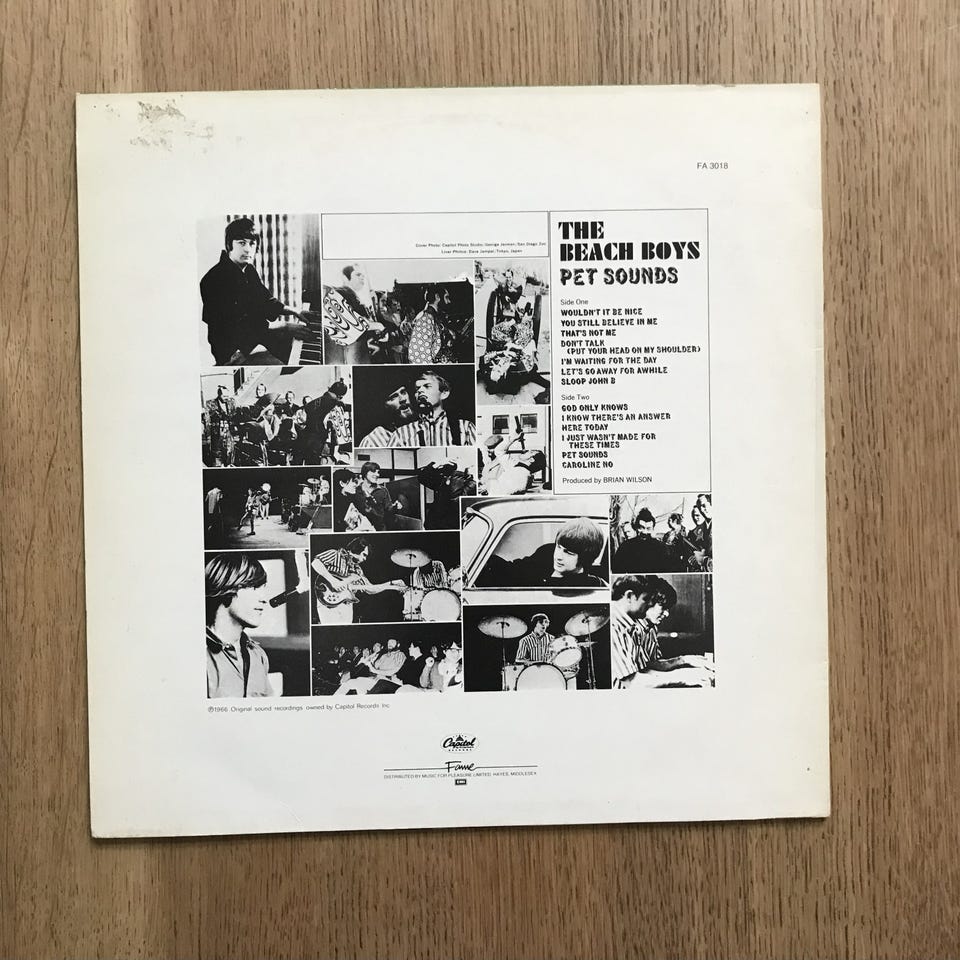 FA 3018
Cover Photo: Capitol Photo Studio/George Jerman/San Diego Zoo
Liver Photos: Dave Jampel/Tokyo, Japan
THE
BEACH BOYS
PET SOUNDS
Side One
WOULDN'T IT BE NICE
YOU STILL BELIEVE IN ME
THAT'S NOT ME
DON'T TALK
(PUT YOUR HEAD ON MY SHOULDER)
I'M WAITING FOR THE DAY
LET'S GO AWAY FOR AWHILE
SLOOP JOHN B
Side Two
GOD ONLY KNOWS
I KNOW THERE'S AN ANSWER
HERE TODAY
I JUST WASN'T MADE FOR
THESE TIMES
PET SOUNDS
CAROLINE NO
Produced by BRIAN WILSON
℗1966 Original sound recordings owned by Capitol Records Inc
Capitol
RECORDS
Fame
DISTRIBUTED BY MUSIC FOR PLEASURE LIMITED, HAYES, MIDDLESEX
EMI